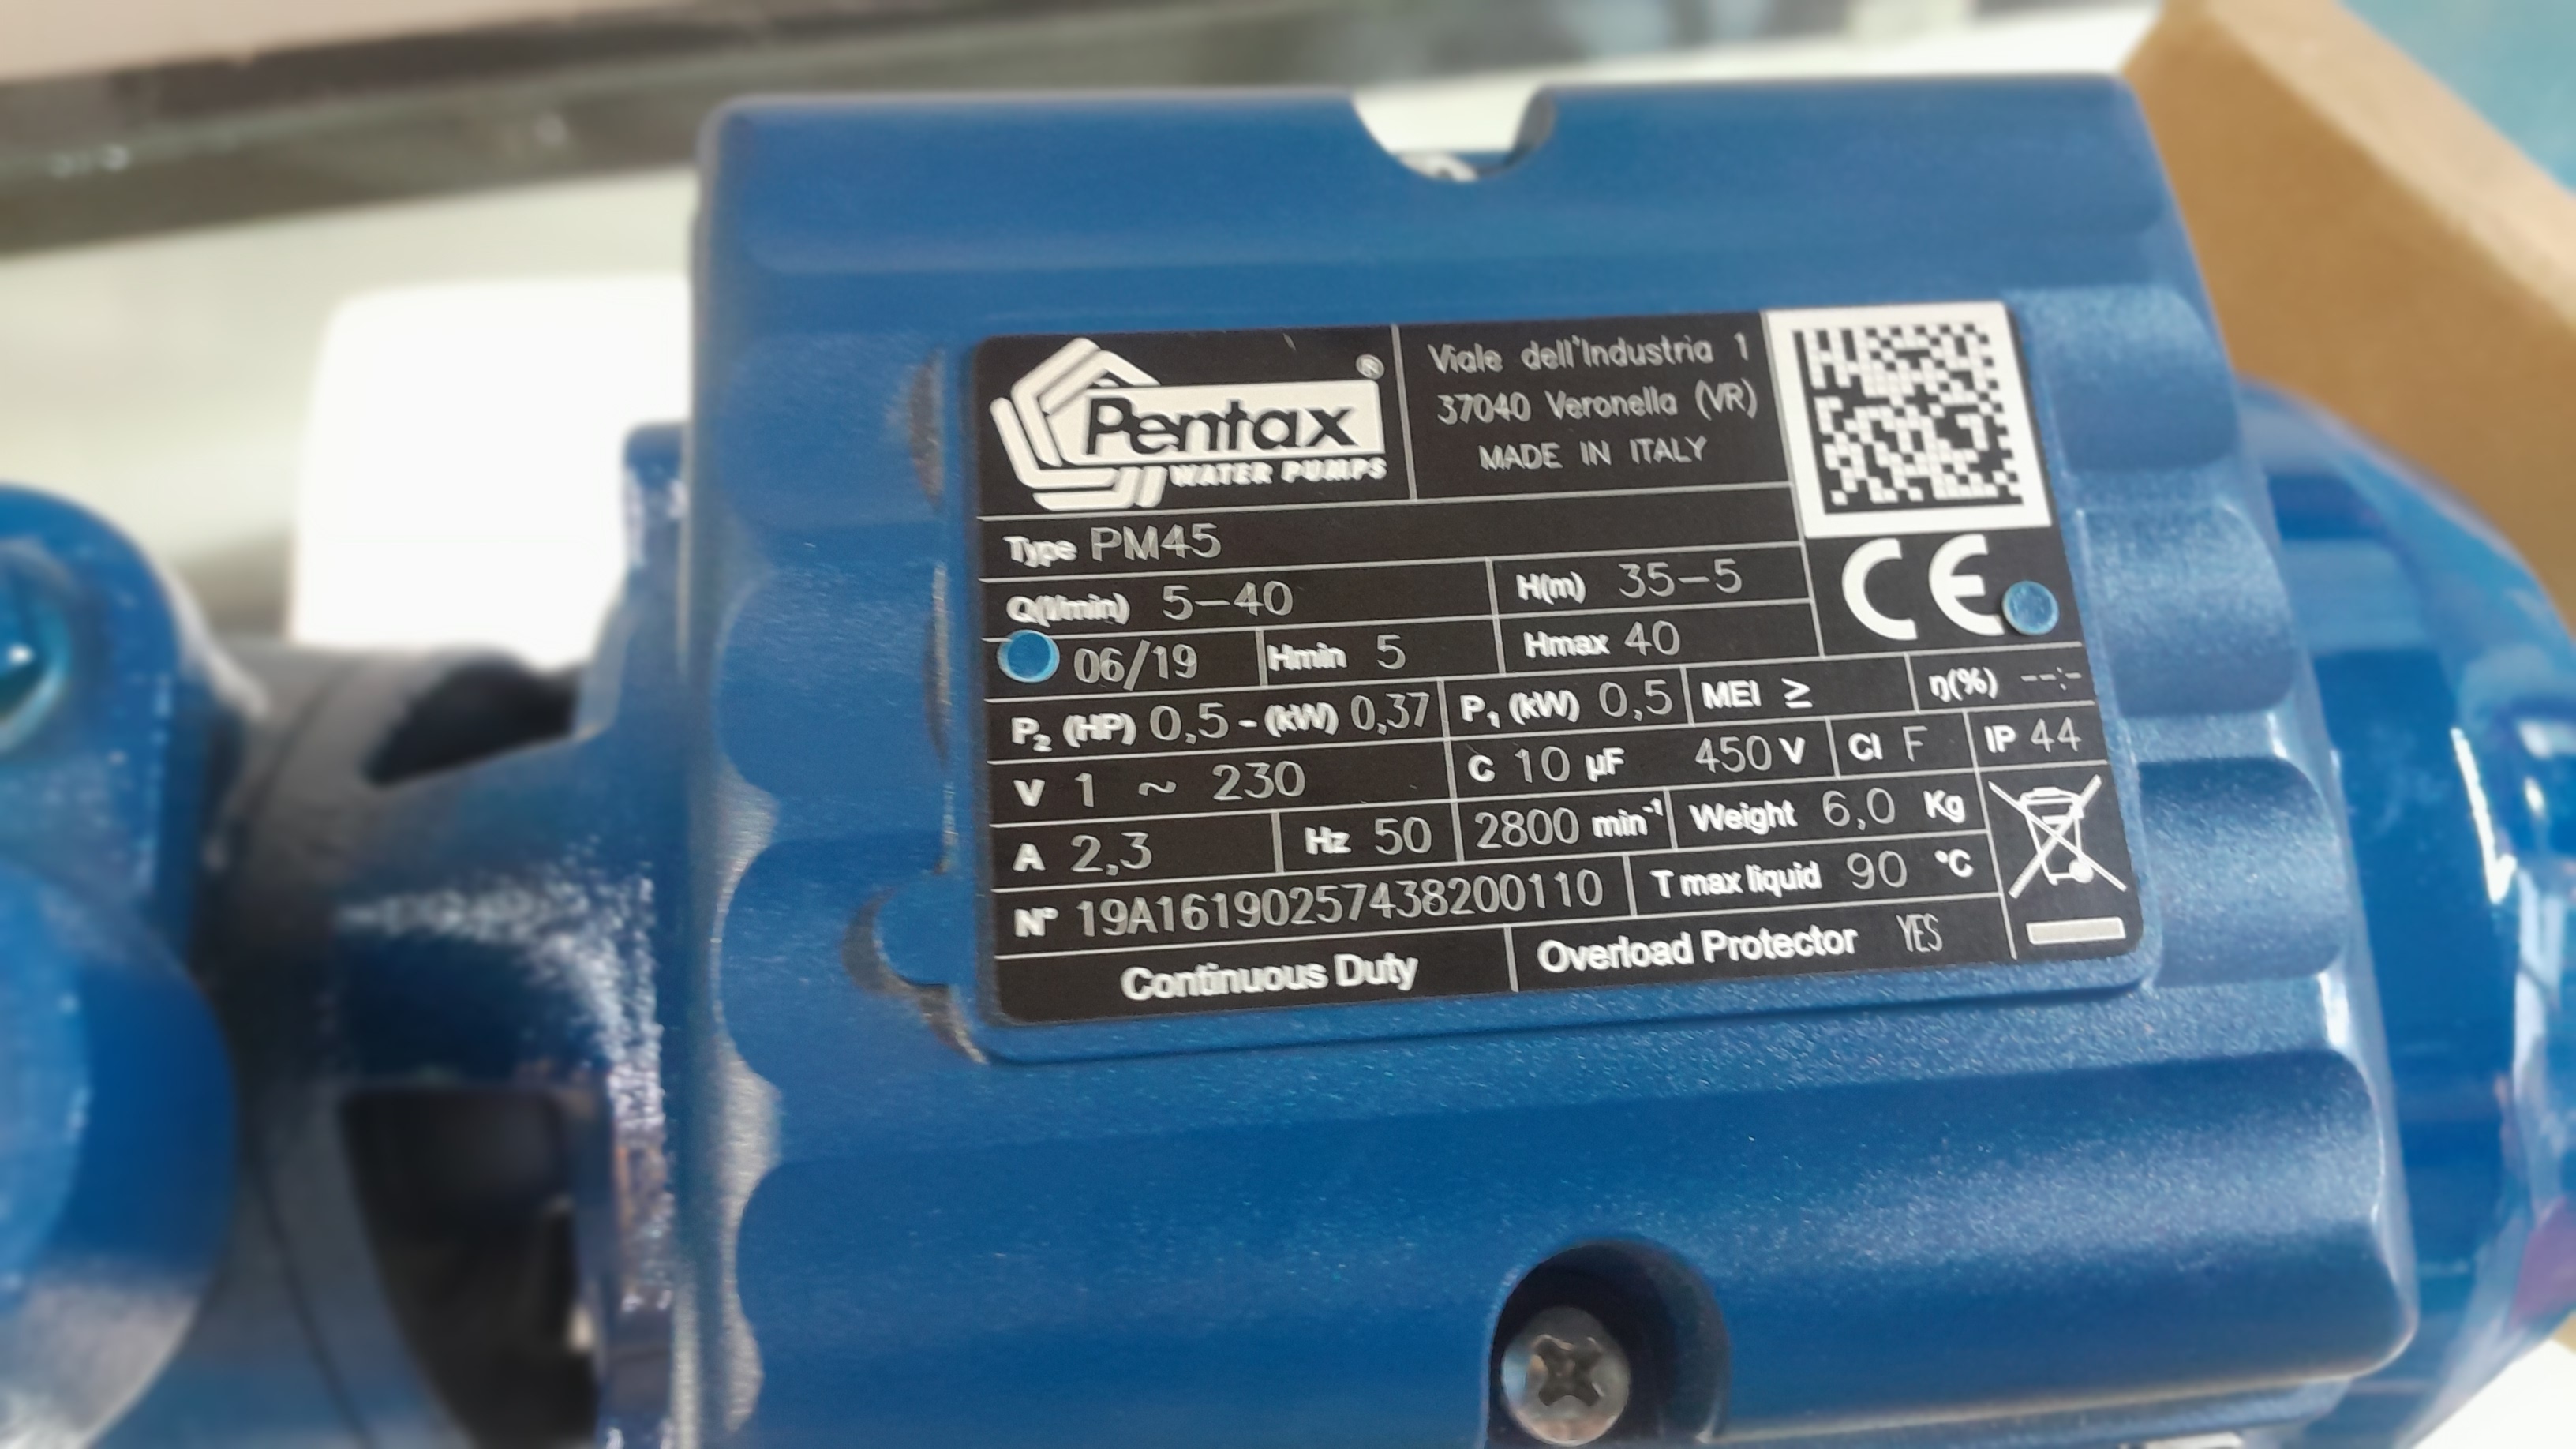 Pentax ®
WATER PUMPS
Viale dell'Industria 1
37040 Veronella (VR)
MADE IN ITALY
Type PM45
Q(l/min) 5-40 H(m) 35-5
CE
06/19 Hmin 5 Hmax 40
P₂ (HP) 0,5 - (kW) 0,37 P₁ (kW) 0,5 MEI ≥ η(%) --,-
V 1 ~ 230 C 10 µF 450 V Cl F IP 44
A 2,3 Hz 50 2800 min⁻¹ Weight 6,0 Kg
N° 19A16190257438200110 T max liquid 90 °C
Continuous Duty Overload Protector YES